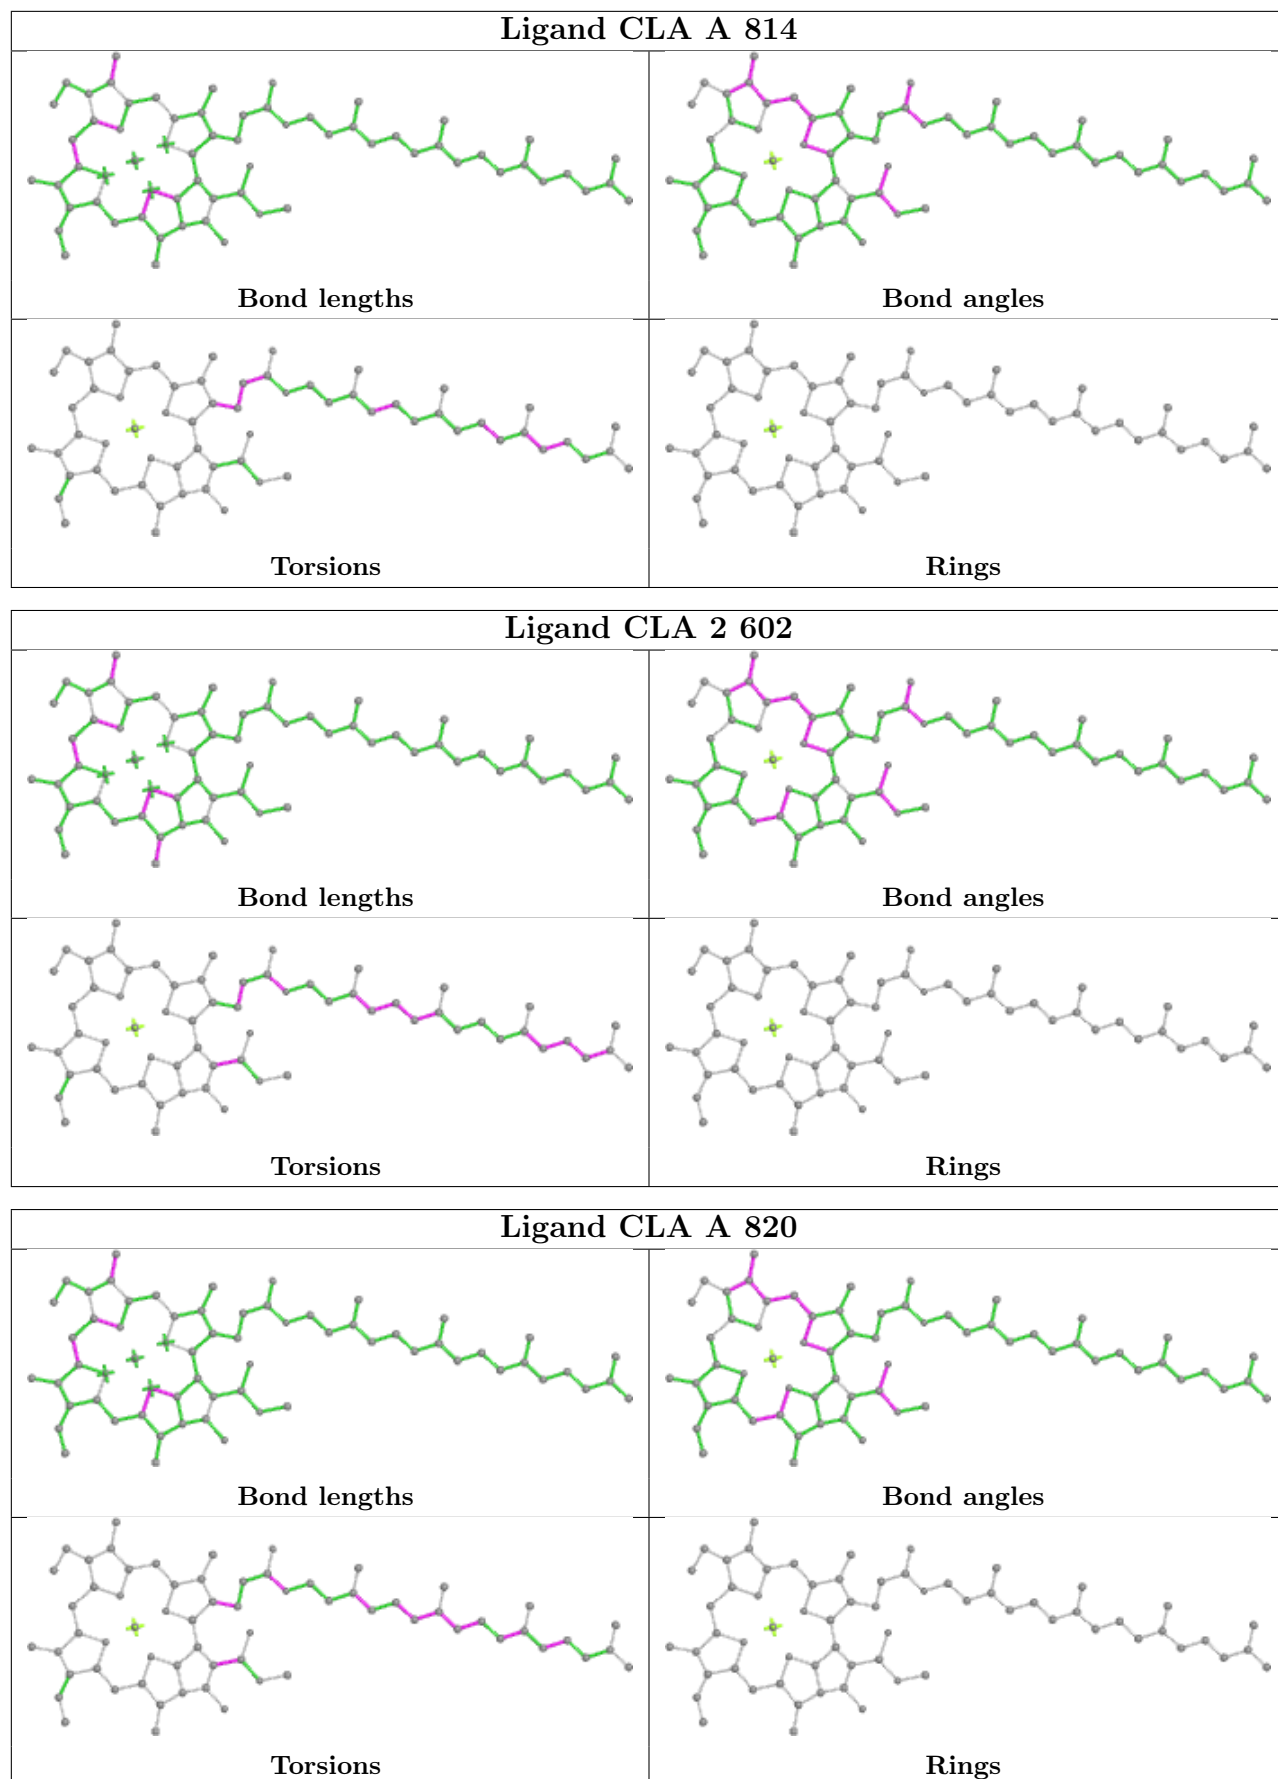 Ligand CLA A 814
Bond lengths
Bond angles
Torsions
Rings
Ligand CLA 2 602
Bond lengths
Bond angles
Torsions
Rings
Ligand CLA A 820
Bond lengths
Bond angles
Torsions
Rings